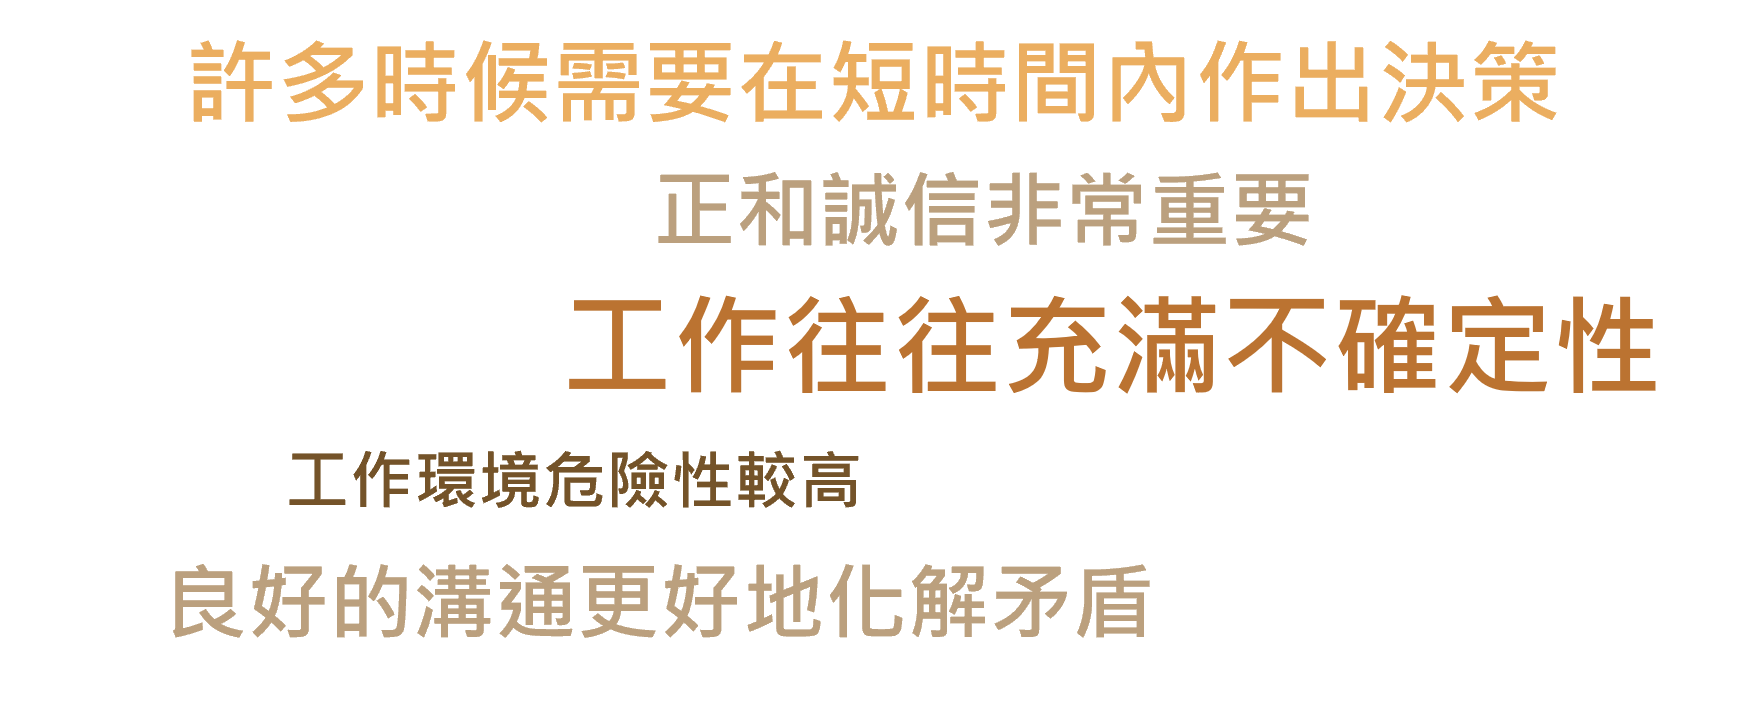 許多時候需要在短時間內作出決策
正和誠信非常重要
工作往往充滿不確定性
工作環境危險性較高
良好的溝通更好地化解矛盾